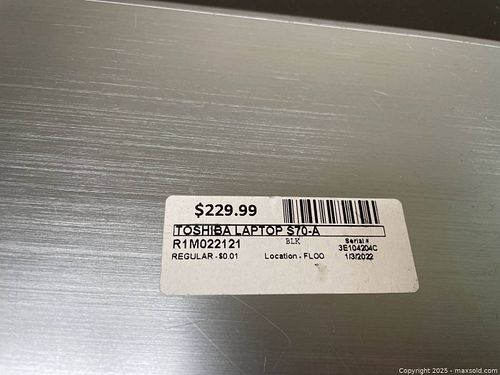 $229.99
TOSHIBA LAPTOP S70-A
R1M022121 BLK Serial #
3E104204C
REGULAR - $0.01 Location - FLOO 1/3/2022
Copyright 2025 - maxsold.com